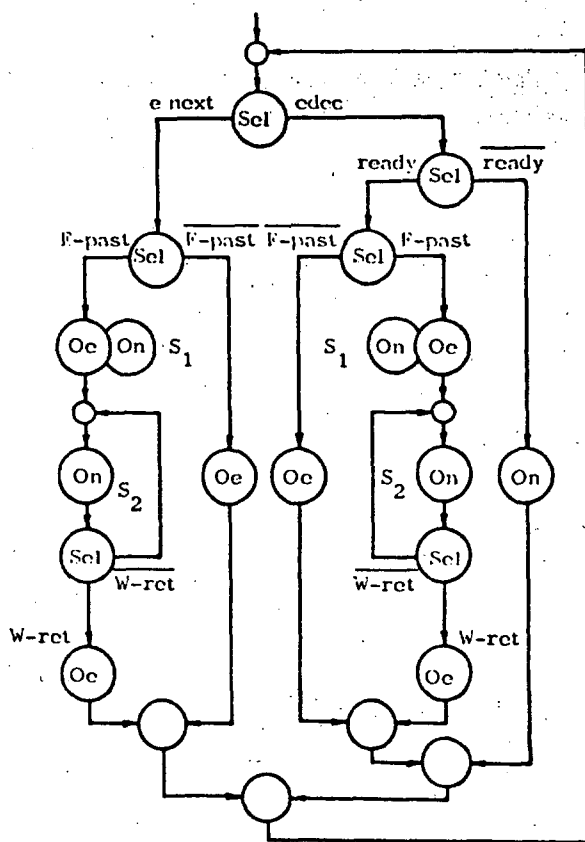 e next
Sel
edec
ready
Sel
ready
F-past
Sel
F-past
F-past
Sel
F-past
Oe
On
S1
S1
On
Oe
On
S2
Oe
Oe
S2
On
On
Sel
W-ret
W-ret
Sel
W-ret
Oe
W-ret
Oe